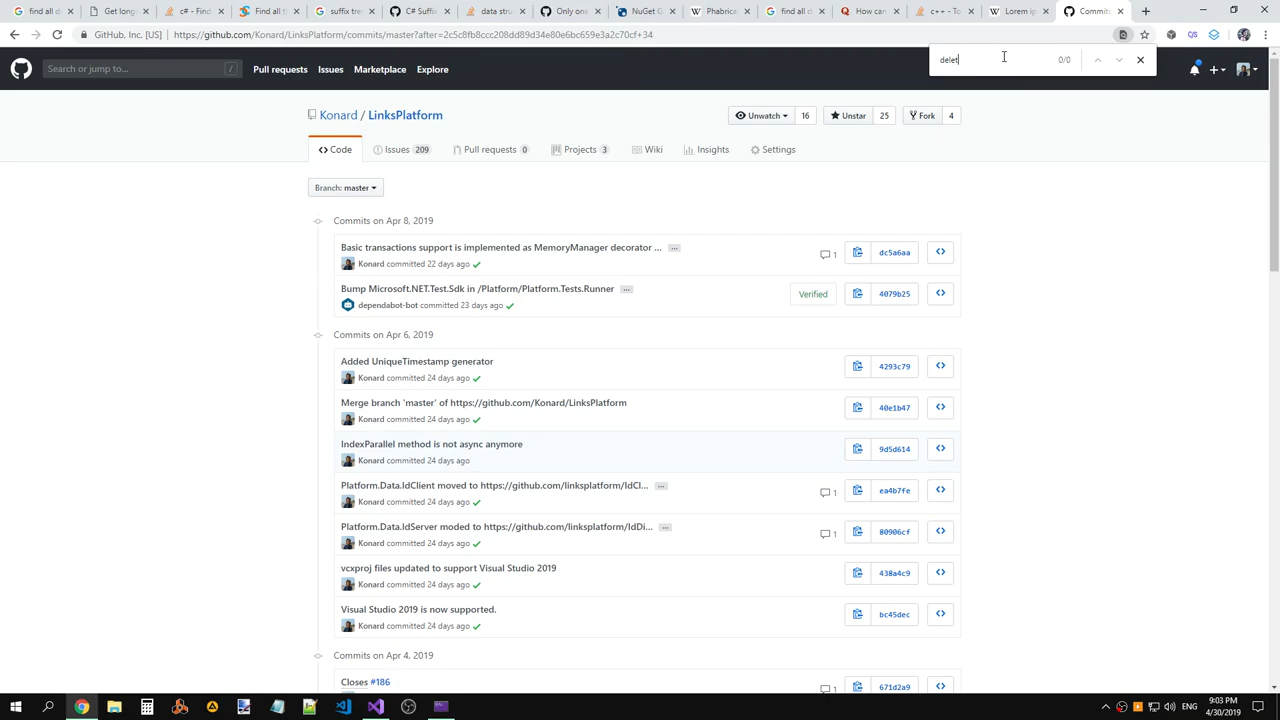 find all d
Get long
c# - Find
Find all t
suffix tre
C# Suffix
data stru
Only one
NuGet G
Phabrica
find all d
How can
c++ - To
Lorem ip
Commits
GitHub, Inc. [US] | https://github.com/Konard/LinksPlatform/commits/master?after=2c5c8fb8ccc208dd89d34e80e6bc659e3a2c70cf+34
delet 0/0
Search or jump to... / Pull requests Issues Marketplace Explore
Konard / LinksPlatform
Unwatch 16 Unstar 25 Fork 4
Code Issues 209 Pull requests 0 Projects 3 Wiki Insights Settings
Branch: master
Commits on Apr 8, 2019
Basic transactions support is implemented as MemoryManager decorator ... …
Konard committed 22 days ago
1 dc5a6aa
Bump Microsoft.NET.Test.Sdk in /Platform/Platform.Tests.Runner …
dependabot-bot committed 23 days ago
Verified 4079b25
Commits on Apr 6, 2019
Added UniqueTimestamp generator
Konard committed 24 days ago
4293c79
Merge branch 'master' of https://github.com/Konard/LinksPlatform
Konard committed 24 days ago
40e1b47
IndexParallel method is not async anymore
Konard committed 24 days ago
9d5d614
Platform.Data.IdClient moved to https://github.com/linksplatform/IdCl... …
Konard committed 24 days ago
1 ea4b7fe
Platform.Data.IdServer moded to https://github.com/linksplatform/IdDi... …
Konard committed 24 days ago
1 80906cf
vcxproj files updated to support Visual Studio 2019
Konard committed 24 days ago
438a4c9
Visual Studio 2019 is now supported.
Konard committed 24 days ago
bc45dec
Commits on Apr 4, 2019
Closes #186
1 671d2a9
ENG
9:03 PM
4/30/2019